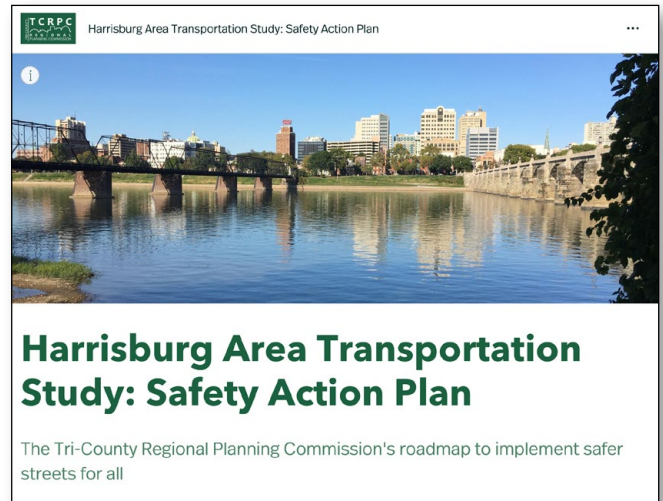 TCRPC
REGIONAL
Harrisburg Area Transportation Study: Safety Action Plan
Harrisburg Area Transportation
Study: Safety Action Plan
The Tri-County Regional Planning Commission's roadmap to implement safer
streets for all